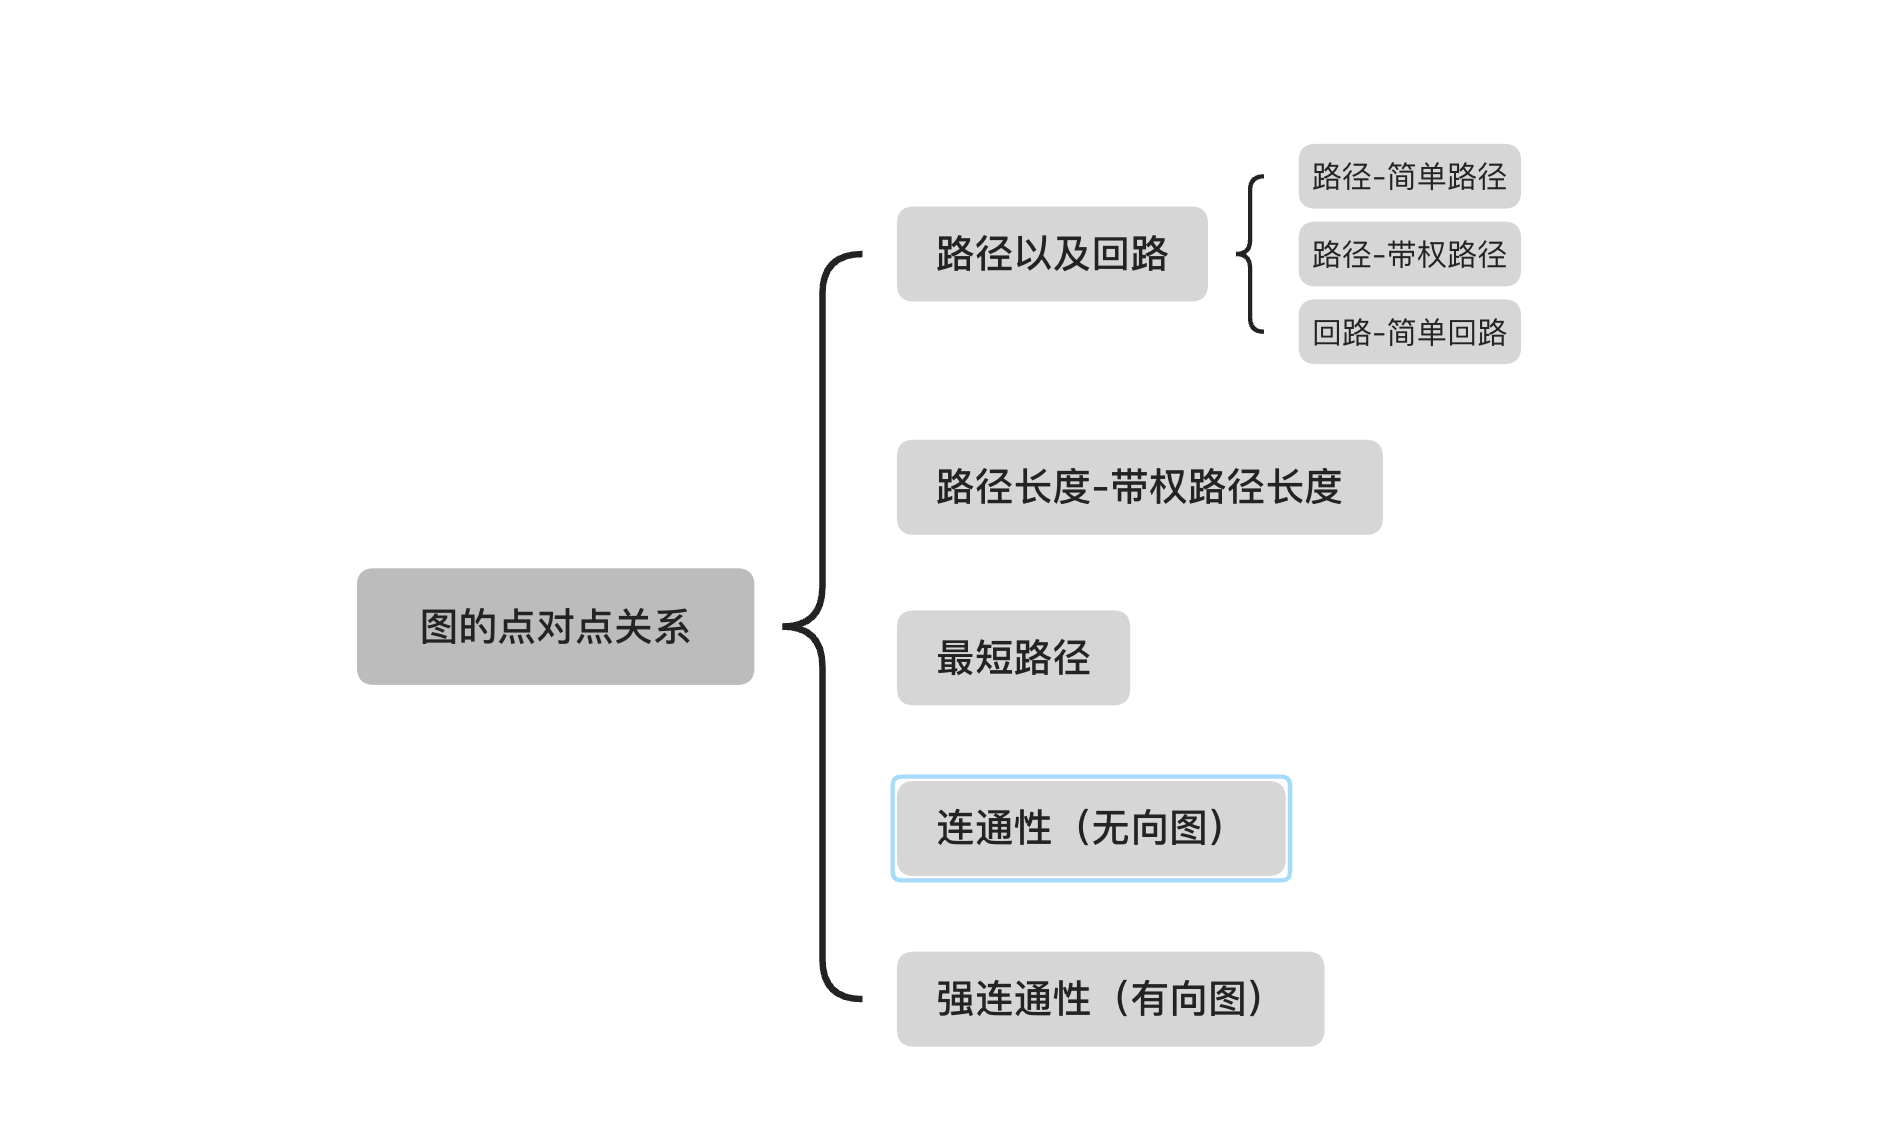 图的点对点关系
路径以及回路
路径-简单路径
路径-带权路径
回路-简单回路
路径长度-带权路径长度
最短路径
连通性（无向图）
强连通性（有向图）